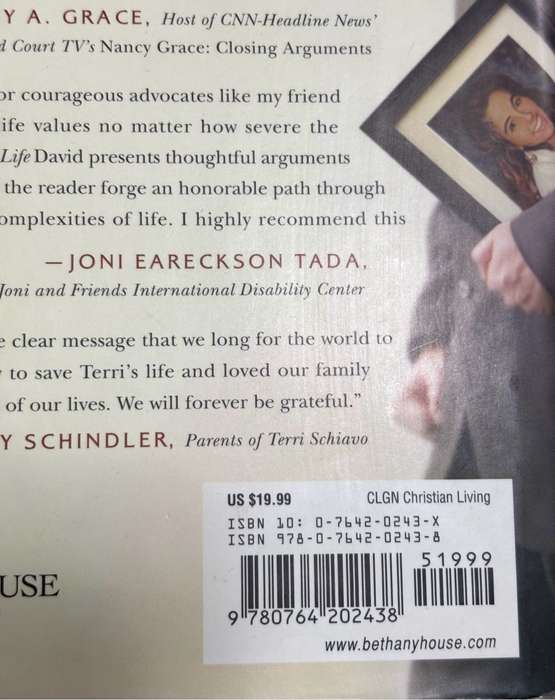 Y A. GRACE, Host of CNN-Headline News'
d Court TV's Nancy Grace: Closing Arguments
or courageous advocates like my friend
ife values no matter how severe the
Life David presents thoughtful arguments
the reader forge an honorable path through
omplexities of life. I highly recommend this
—JONI EARECKSON TADA,
Joni and Friends International Disability Center
e clear message that we long for the world to
to save Terri's life and loved our family
of our lives. We will forever be grateful.”
Y SCHINDLER, Parents of Terri Schiavo
US $19.99 CLGN Christian Living
ISBN 10: 0-7642-0243-X
ISBN 978-0-7642-0243-8
51999
9 780764 202438
USE
www.bethanyhouse.com